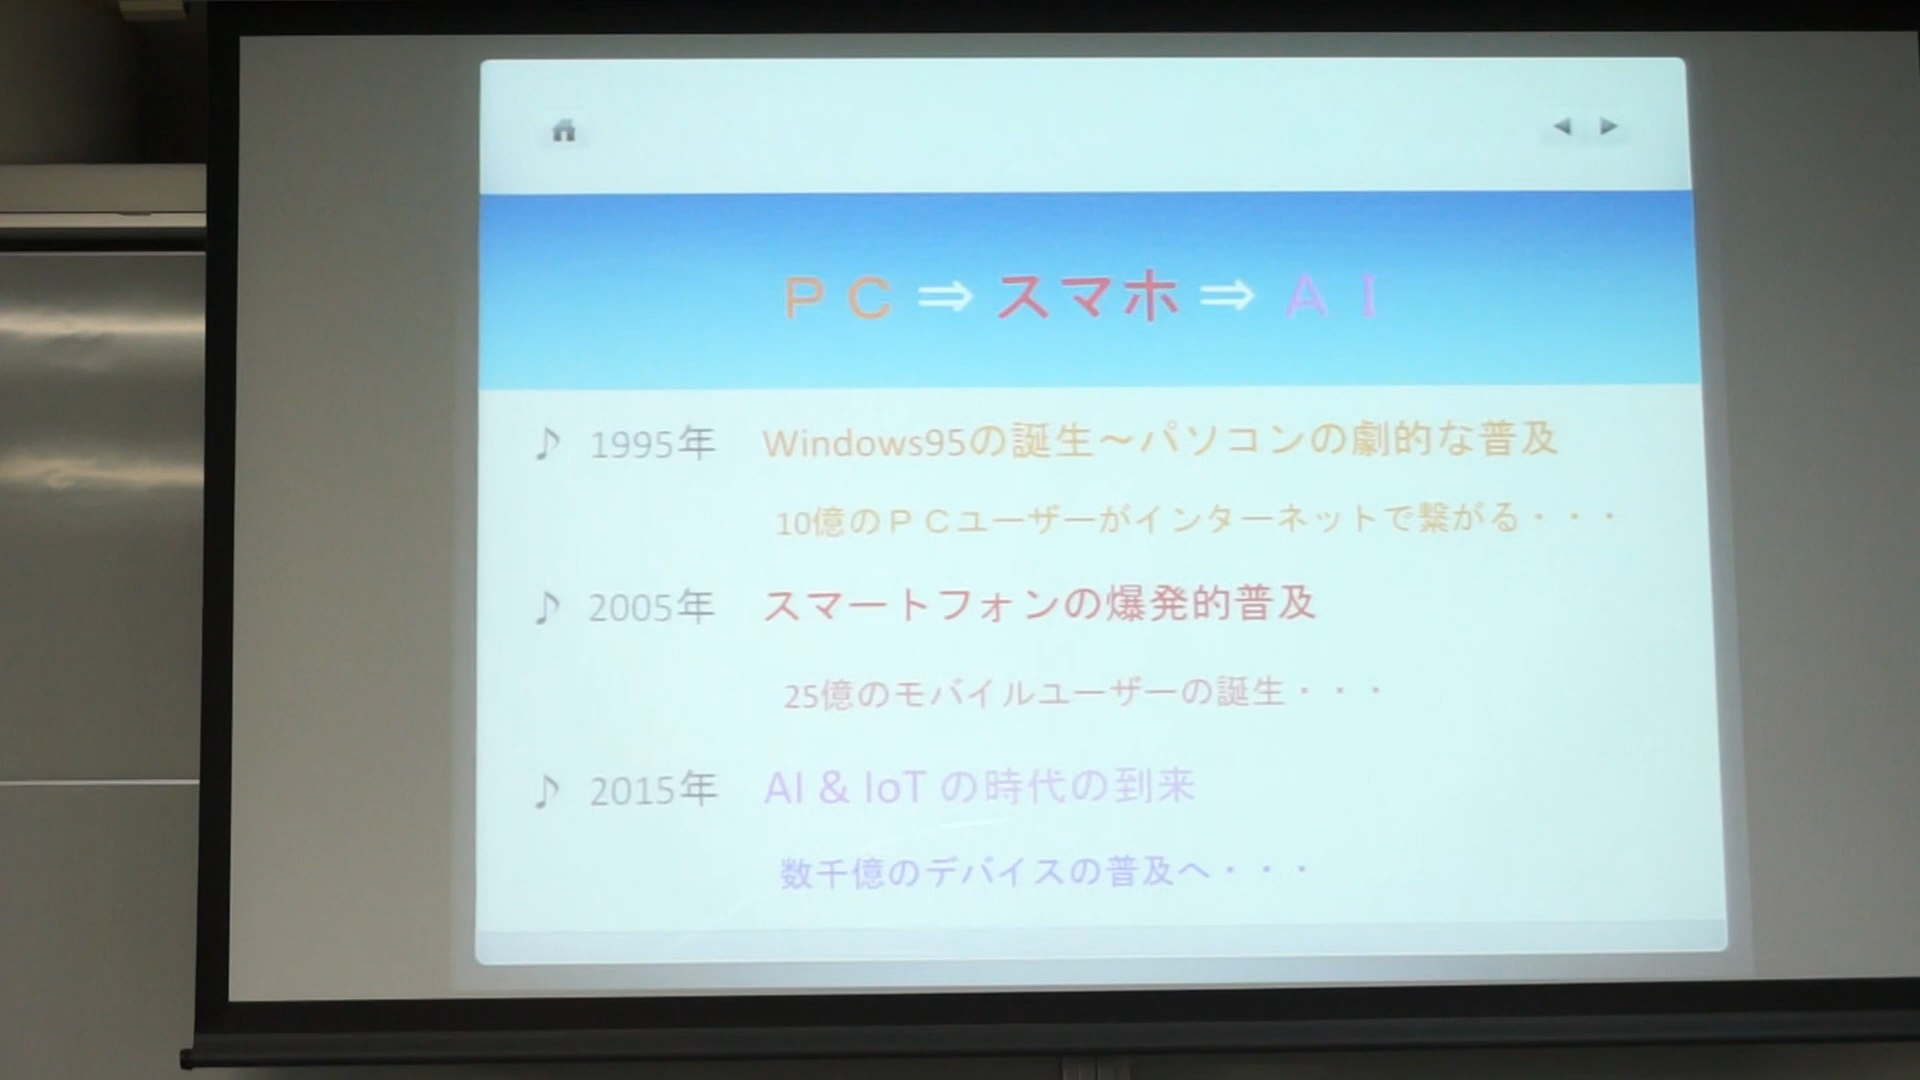 ＰＣ⇒スマホ⇒ＡＩ
♪ 1995年 Windows95の誕生～パソコンの劇的な普及
10億のＰＣユーザーがインターネットで繋がる・・・
♪ 2005年 スマートフォンの爆発的普及
25億のモバイルユーザーの誕生・・・
♪ 2015年 AI & IoT の時代の到来
数千億のデバイスの普及へ・・・